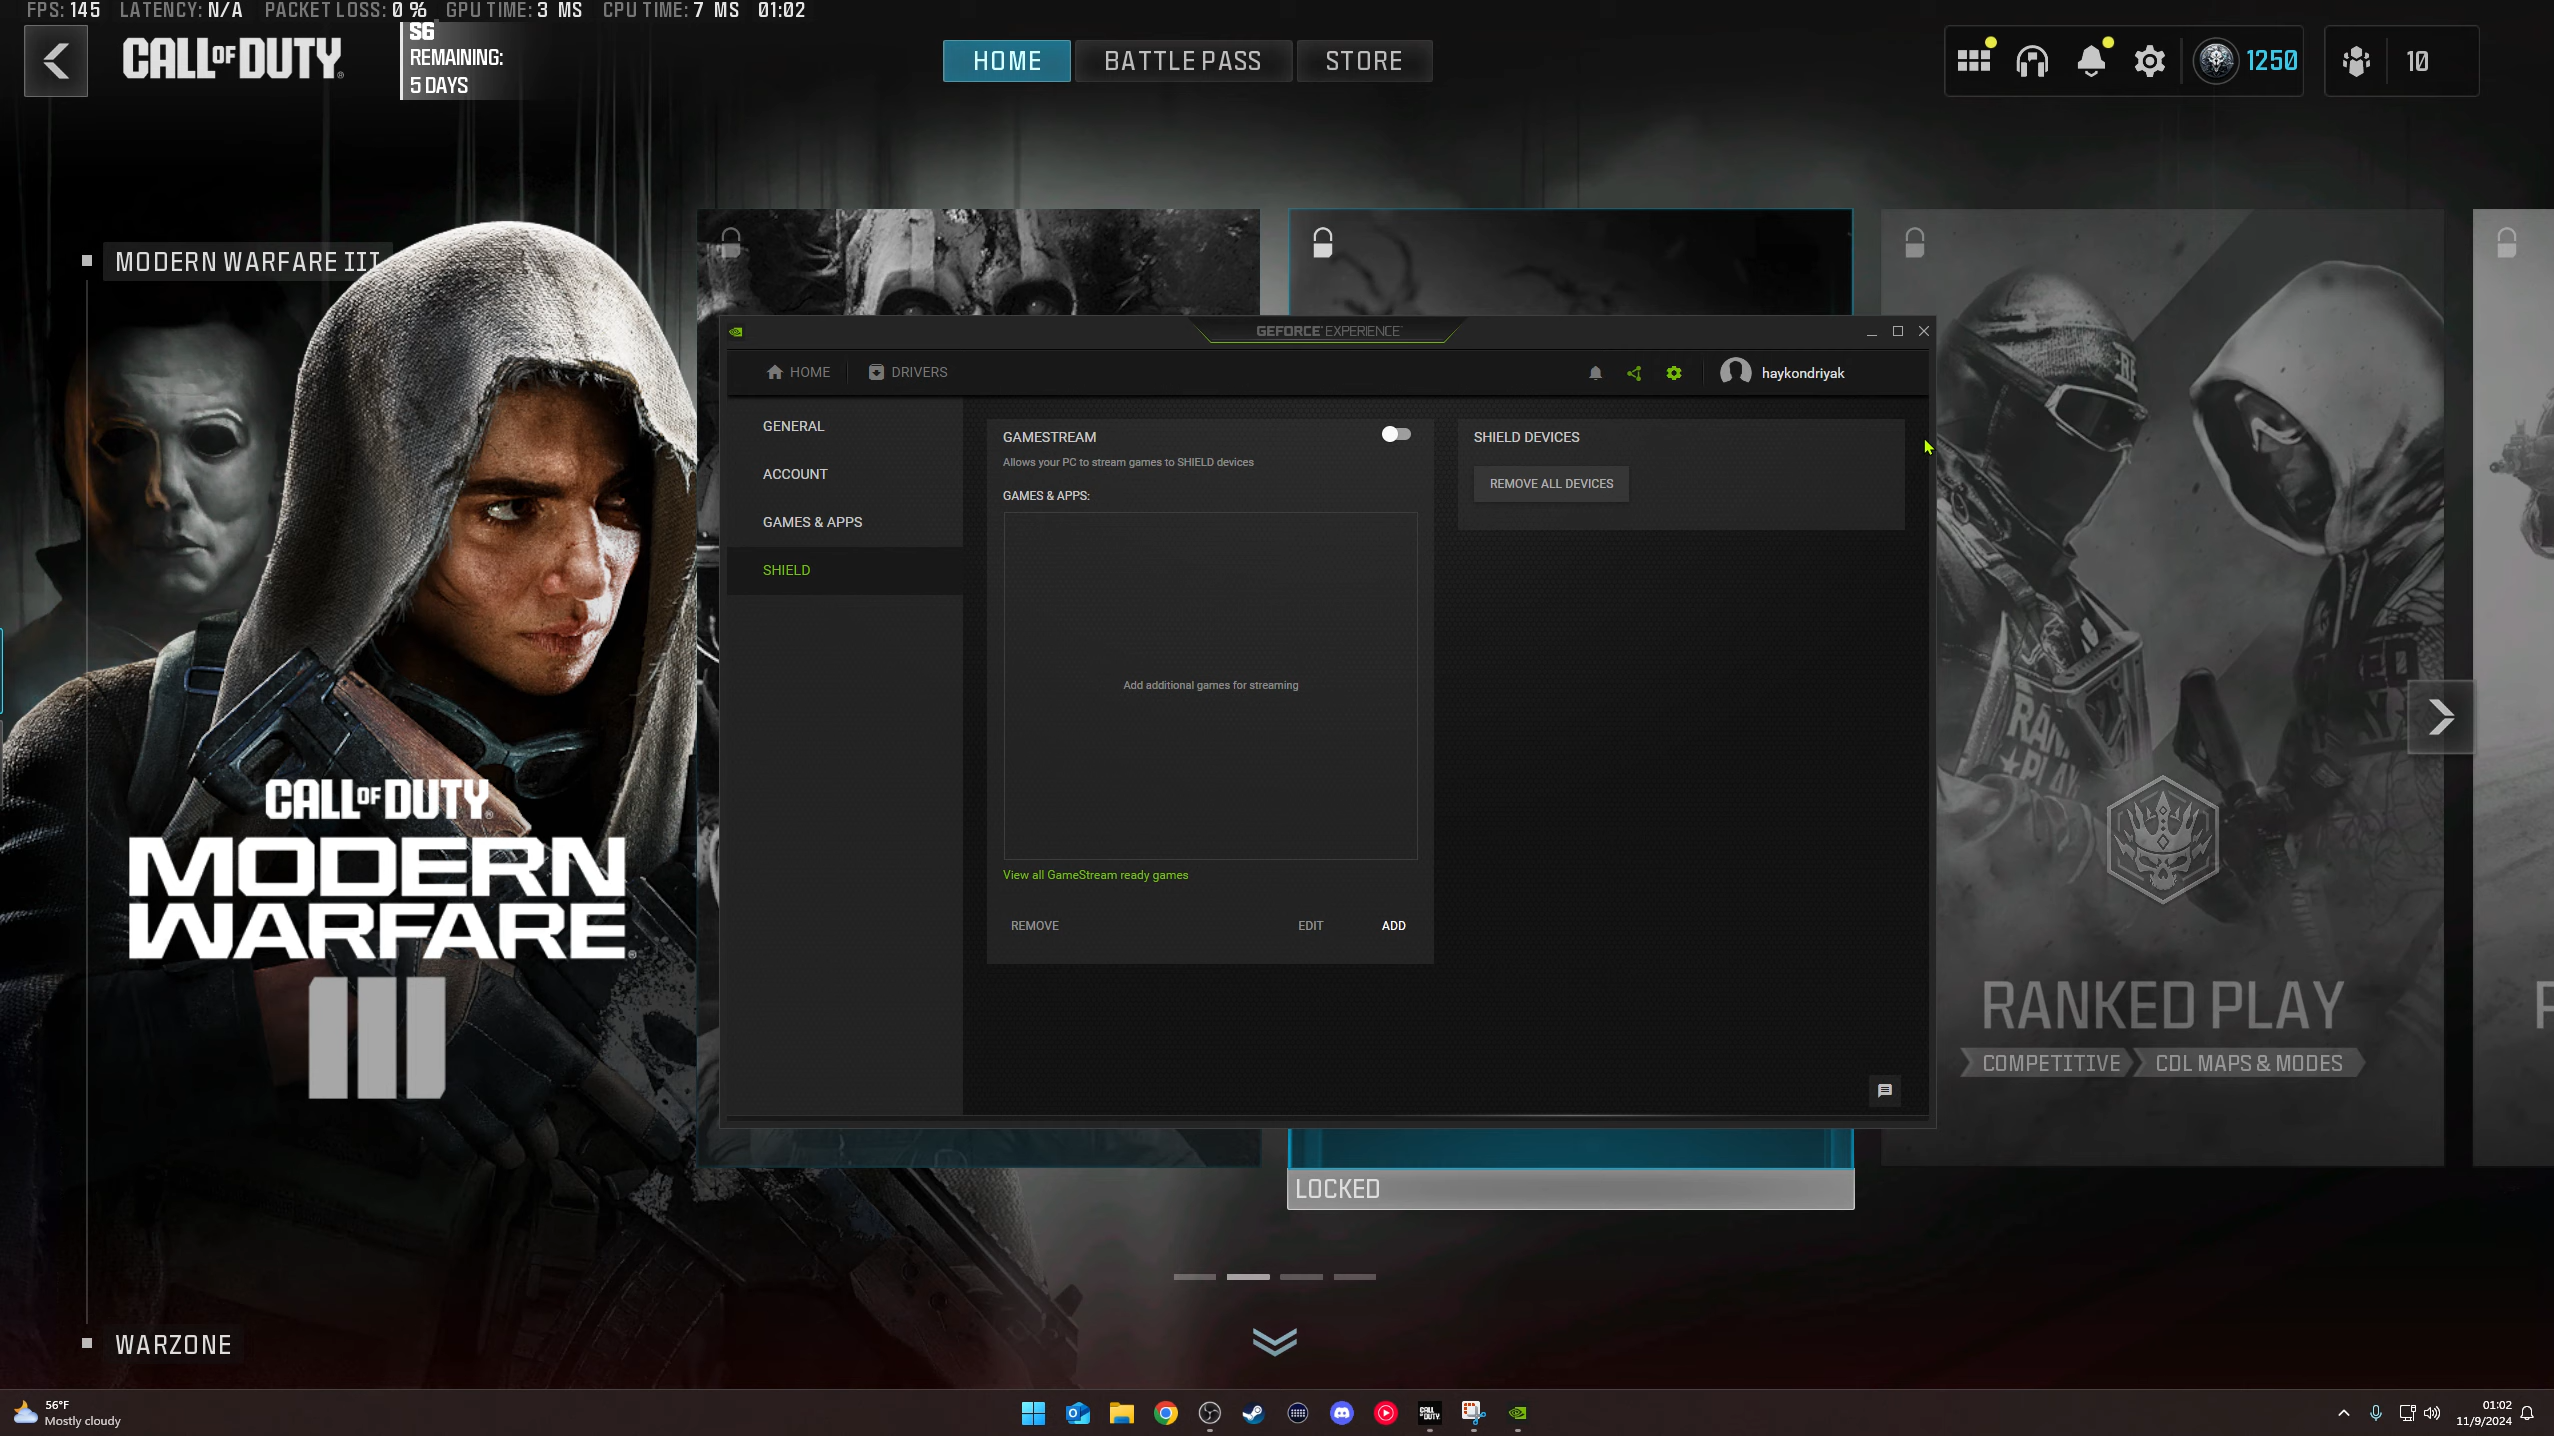 FPS: 145 LATENCY: N/A PACKET LOSS: 0 % GPU TIME: 3 MS CPU TIME: 7 MS 01:02
CALL OF DUTY
S6
REMAINING:
5 DAYS
HOME
BATTLE PASS
STORE
1250
10
MODERN WARFARE III
GEFORCE EXPERIENCE
HOME
DRIVERS
haykondriyak
GENERAL
ACCOUNT
GAMES & APPS
SHIELD
GAMESTREAM
Allows your PC to stream games to SHIELD devices
GAMES & APPS:
Add additional games for streaming
View all GameStream ready games
REMOVE
EDIT
ADD
SHIELD DEVICES
REMOVE ALL DEVICES
CALL OF DUTY
MODERN
WARFARE
III
RANKED PLAY
COMPETITIVE
CDL MAPS & MODES
LOCKED
WARZONE
56°F
Mostly cloudy
01:02
11/9/2024